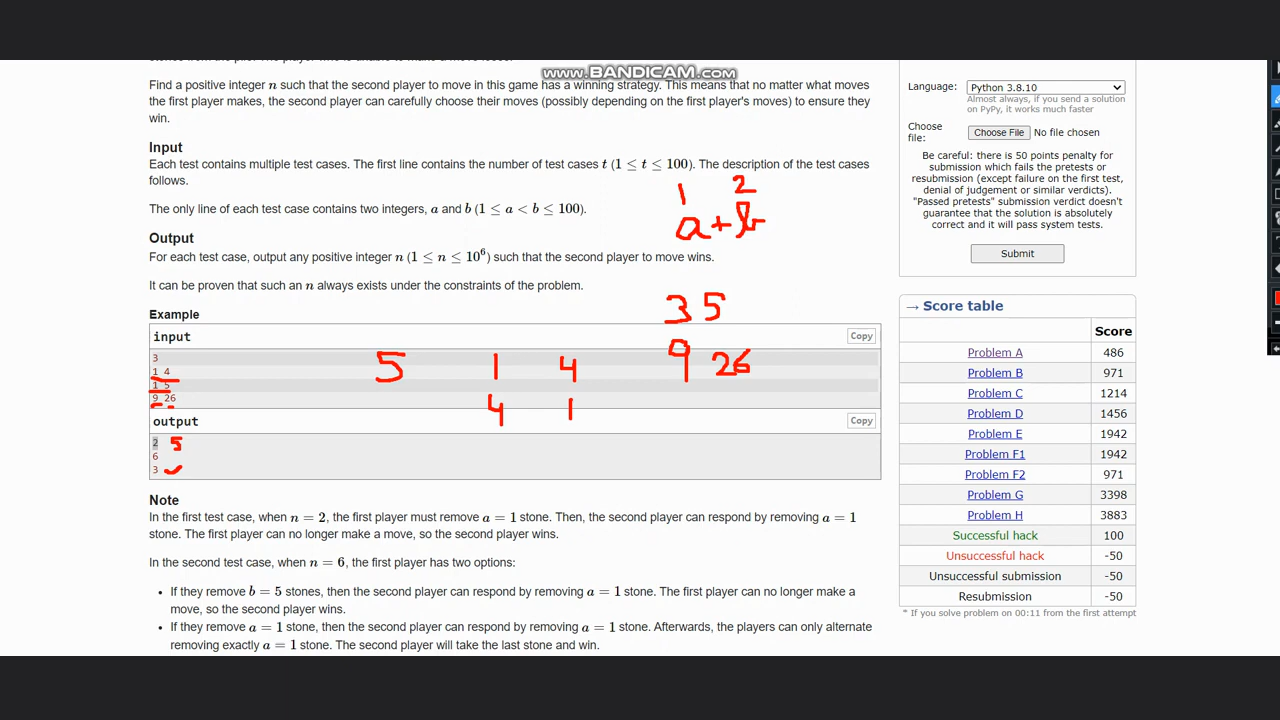 www.BANDICAM.com
Find a positive integer n such that the second player to move in this game has a winning strategy. This means that no matter what moves
the first player makes, the second player can carefully choose their moves (possibly depending on the first player's moves) to ensure they
win.
Input
Each test contains multiple test cases. The first line contains the number of test cases t (1 ≤ t ≤ 100). The description of the test cases
follows.
The only line of each test case contains two integers, a and b (1 ≤ a < b ≤ 100).
Output
For each test case, output any positive integer n (1 ≤ n ≤ 10⁶) such that the second player to move wins.
It can be proven that such an n always exists under the constraints of the problem.
Example
input
Copy
3
1 4
1 5
9 26
output
Copy
2
6
3
1 2
a+b
3 5
5 1 4 9 26
4 1
5
Note
In the first test case, when n = 2, the first player must remove a = 1 stone. Then, the second player can respond by removing a = 1
stone. The first player can no longer make a move, so the second player wins.
In the second test case, when n = 6, the first player has two options:
• If they remove b = 5 stones, then the second player can respond by removing a = 1 stone. The first player can no longer make a
move, so the second player wins.
• If they remove a = 1 stone, then the second player can respond by removing a = 1 stone. Afterwards, the players can only alternate
removing exactly a = 1 stone. The second player will take the last stone and win.
Language: Python 3.8.10
Almost always, if you send a solution
on PyPy, it works much faster
Choose
file: Choose File No file chosen
Be careful: there is 50 points penalty for
submission which fails the pretests or
resubmission (except failure on the first test,
denial of judgement or similar verdicts).
"Passed pretests" submission verdict doesn't
guarantee that the solution is absolutely
correct and it will pass system tests.
Submit
→ Score table
Score
Problem A 486
Problem B 971
Problem C 1214
Problem D 1456
Problem E 1942
Problem F1 1942
Problem F2 971
Problem G 3398
Problem H 3883
Successful hack 100
Unsuccessful hack -50
Unsuccessful submission -50
Resubmission -50
* If you solve problem on 00:11 from the first attempt